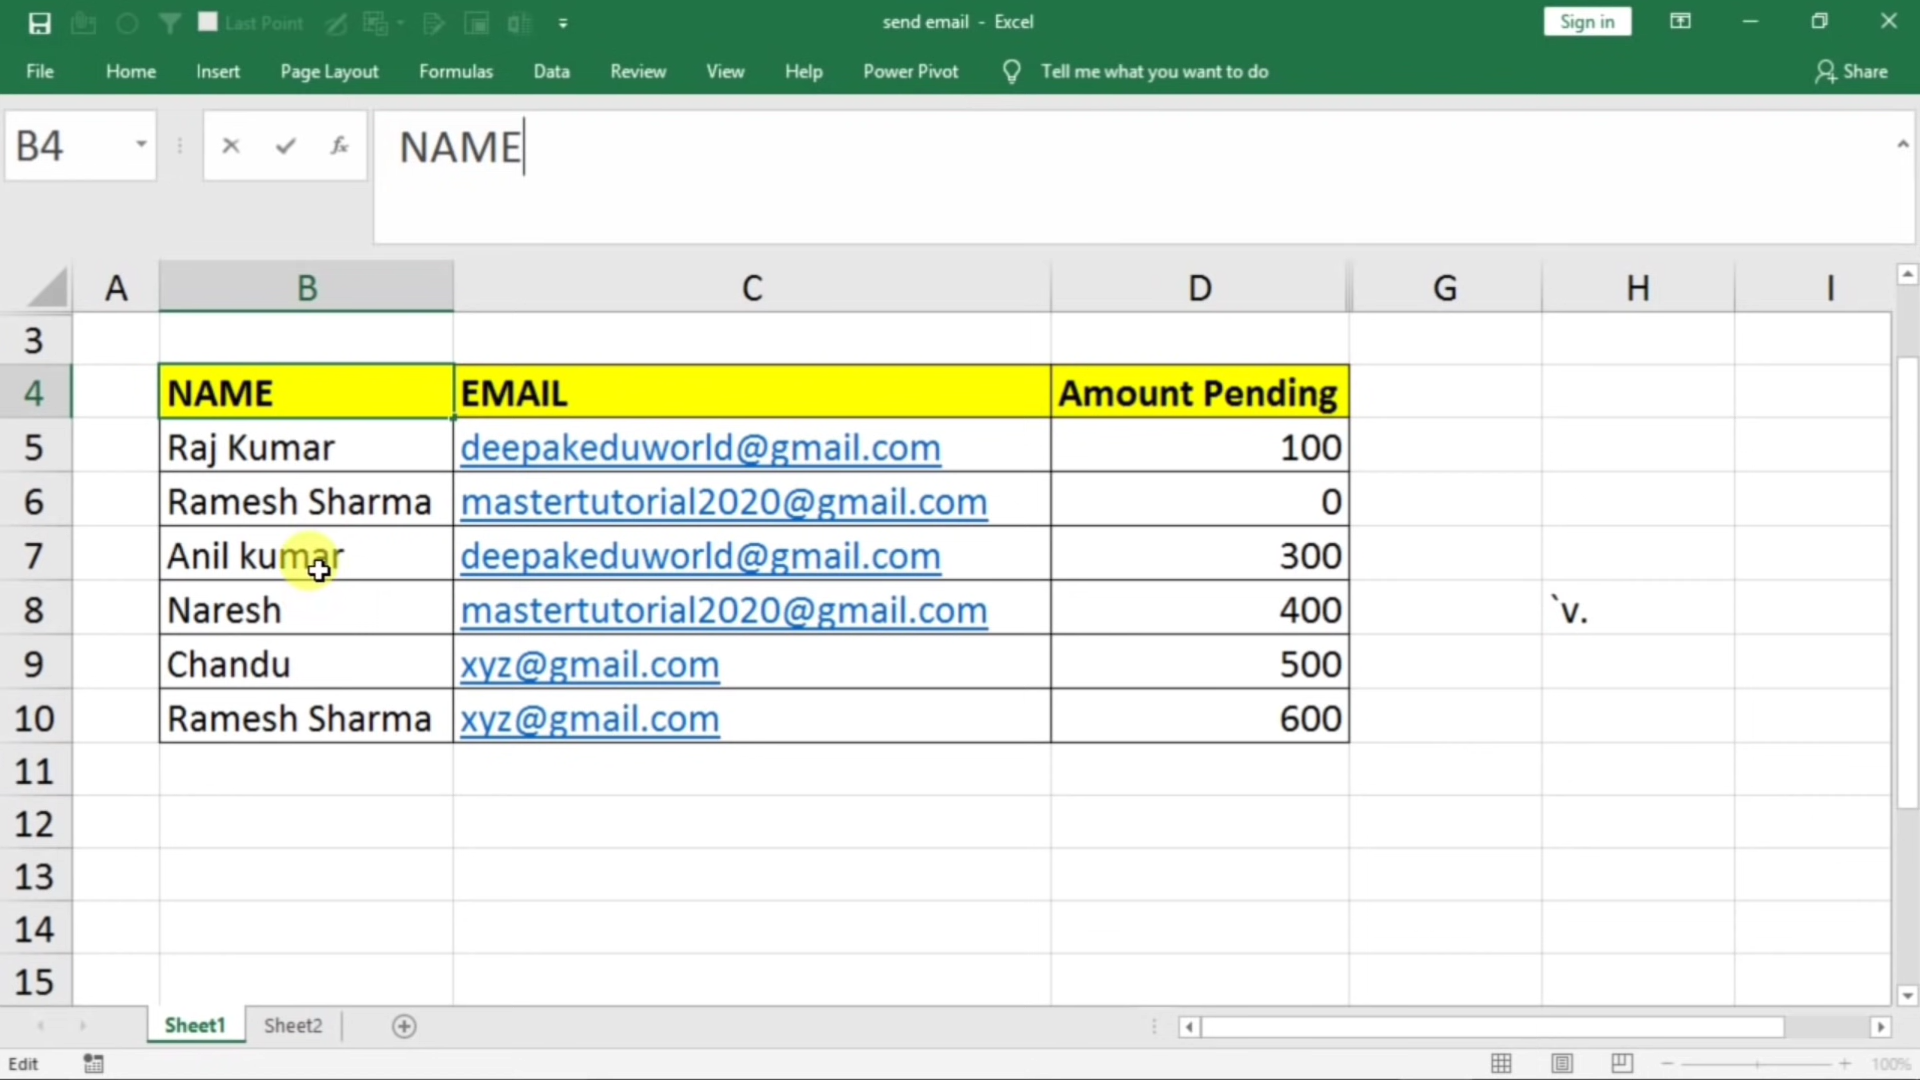 Last Point
send email - Excel
Sign in
File Home Insert Page Layout Formulas Data Review View Help Power Pivot Tell me what you want to do Share
B4 fx NAME
A B C D G H I
3
4 NAME EMAIL Amount Pending
5 Raj Kumar deepakeduworld@gmail.com 100
6 Ramesh Sharma mastertutorial2020@gmail.com 0
7 Anil kumar deepakeduworld@gmail.com 300
8 Naresh mastertutorial2020@gmail.com 400 `v.
9 Chandu xyz@gmail.com 500
10 Ramesh Sharma xyz@gmail.com 600
11
12
13
14
15
Sheet1 Sheet2
Edit 100%